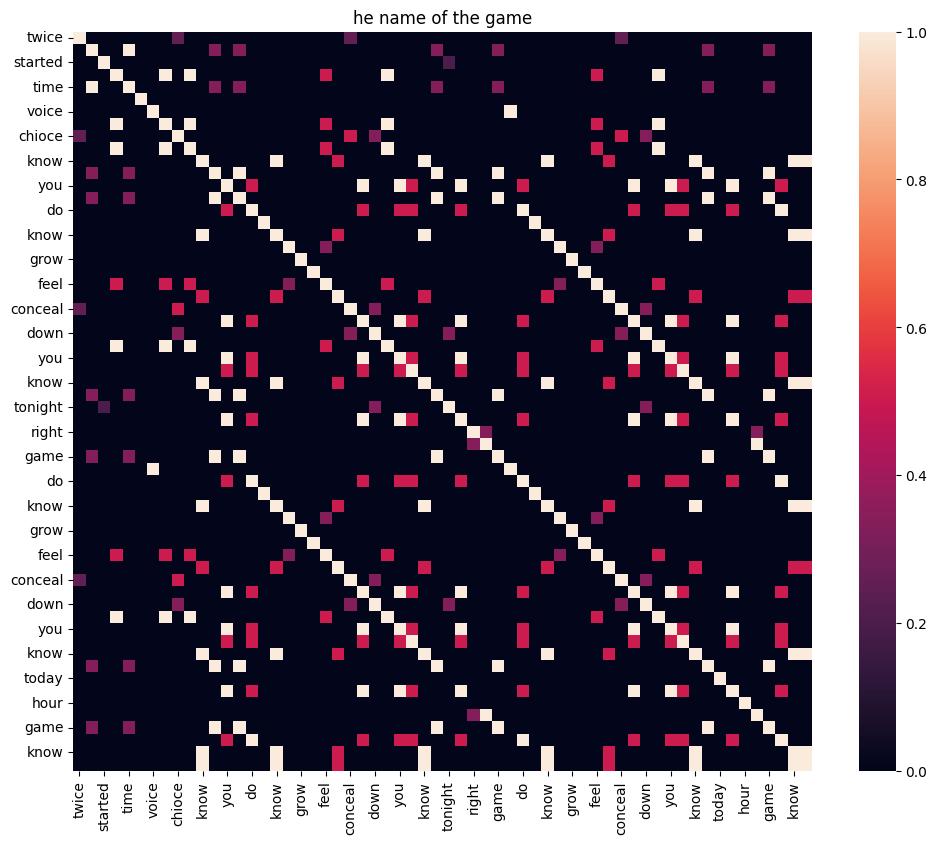 he name of the game
twice
started
time
voice
chioce
know
you
do
know
grow
feel
conceal
down
you
know
tonight
right
game
do
know
grow
feel
conceal
down
you
know
today
hour
game
know
1.0
0.8
0.6
0.4
0.2
0.0
twice
started
time
voice
chioce
know
you
do
know
grow
feel
conceal
down
you
know
tonight
right
game
do
know
grow
feel
conceal
down
you
know
today
hour
game
know